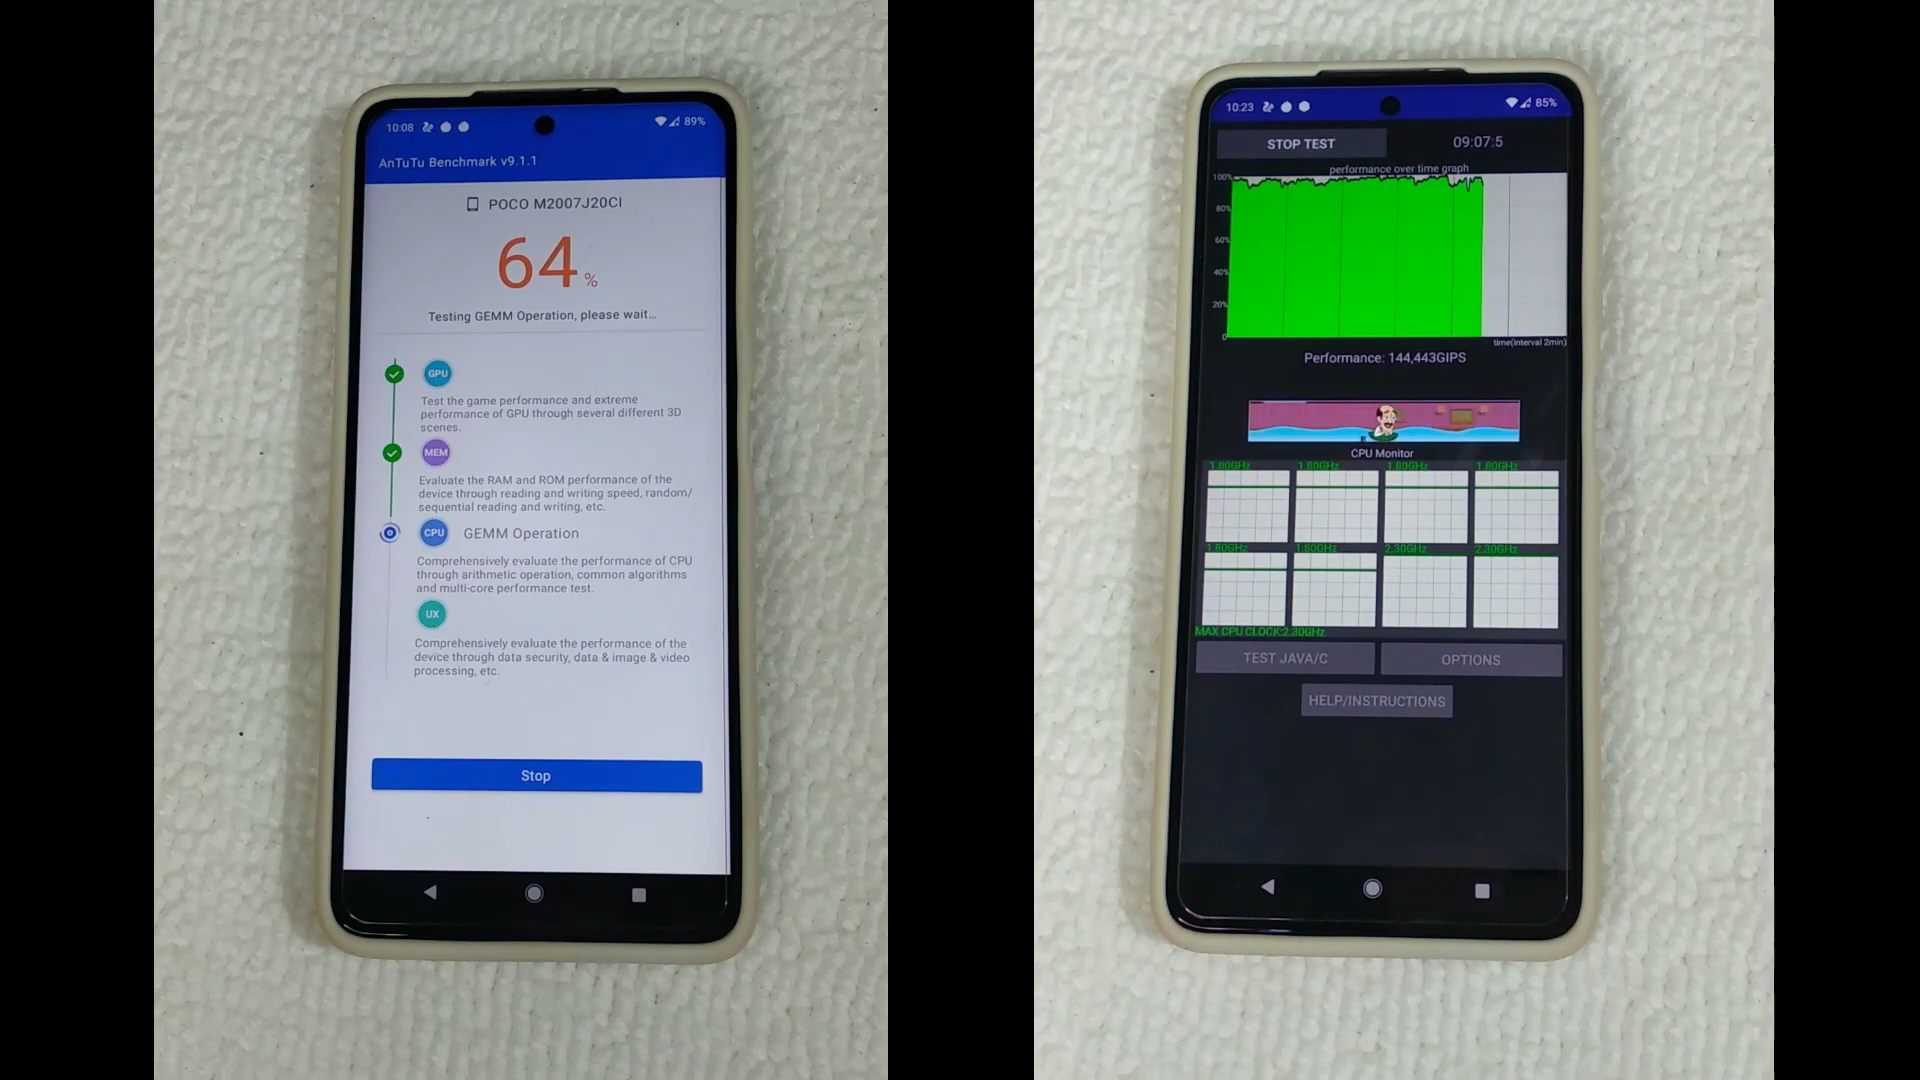 10:08
89%
AnTuTu Benchmark v9.1.1
POCO M2007J20CI
64%
Testing GEMM Operation, please wait...
GPU
Test the game performance and extreme
performance of GPU through several different 3D
scenes.
MEM
Evaluate the RAM and ROM performance of the
device through reading and writing speed, random/
sequential reading and writing, etc.
CPU GEMM Operation
Comprehensively evaluate the performance of CPU
through arithmetic operation, common algorithms
and multi-core performance test.
UX
Comprehensively evaluate the performance of the
device through data security, data & image & video
processing, etc.
Stop
10:23
85%
STOP TEST
09:07:5
performance over time graph
100%
80%
60%
40%
20%
0
time(interval 2min)
Performance: 144,443GIPS
CPU Monitor
1.80GHz 1.80GHz 1.80GHz 1.80GHz
1.80GHz 1.80GHz 2.30GHz 2.30GHz
MAX CPU CLOCK:2.30GHz
TEST JAVA/C
OPTIONS
HELP/INSTRUCTIONS